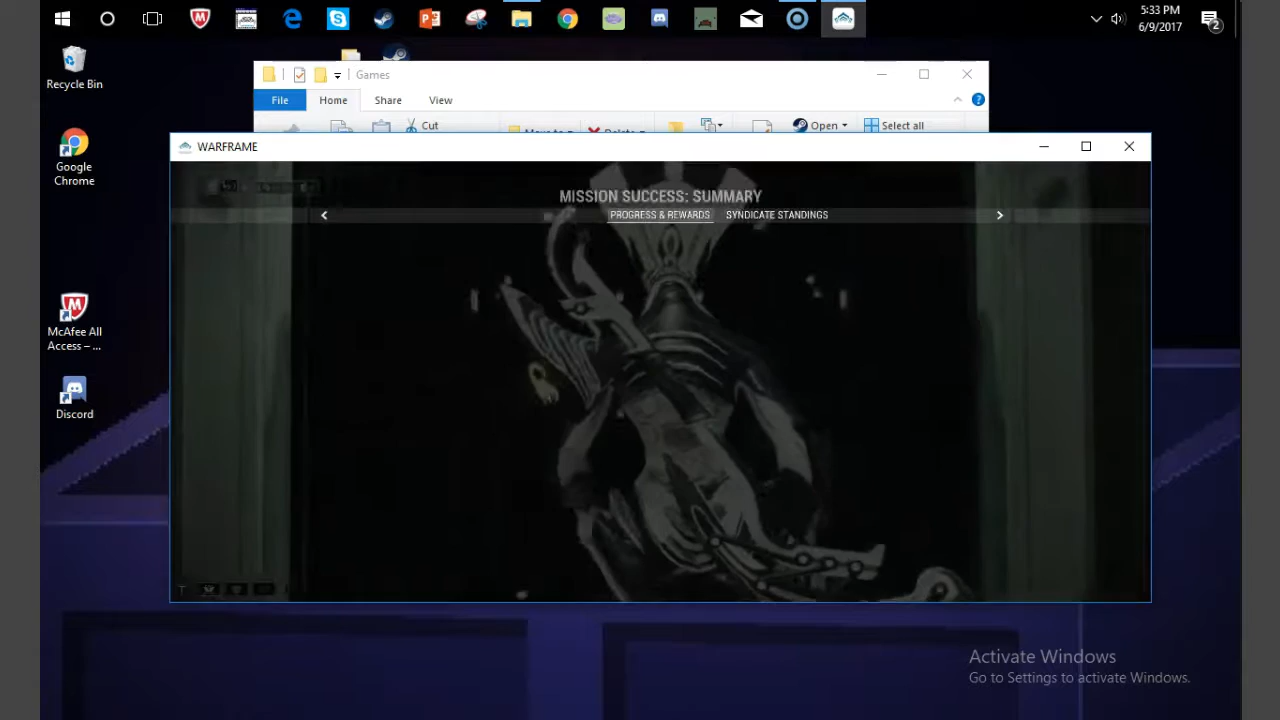 5:33 PM
6/9/2017
2
Recycle Bin
Games
File
Home
Share
View
Cut
Open
Select all
Google
Chrome
WARFRAME
MISSION SUCCESS: SUMMARY
PROGRESS & REWARDS
SYNDICATE STANDINGS
McAfee All
Access – ...
Discord
Activate Windows
Go to Settings to activate Windows.